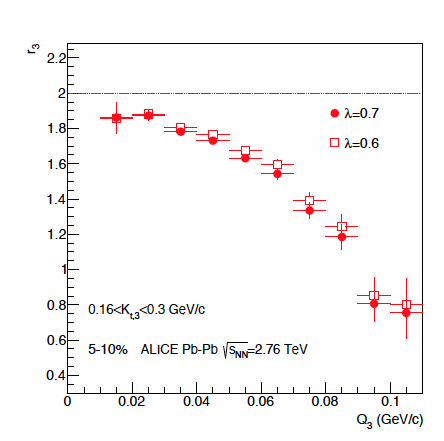 r3
2.2
2
1.8
1.6
1.4
1.2
1
0.8
0.6
0.4
λ=0.7
λ=0.6
0.16<Kt,3<0.3 GeV/c
5-10% ALICE Pb-Pb √sNN=2.76 TeV
0 0.02 0.04 0.06 0.08 0.1
Q3 (GeV/c)